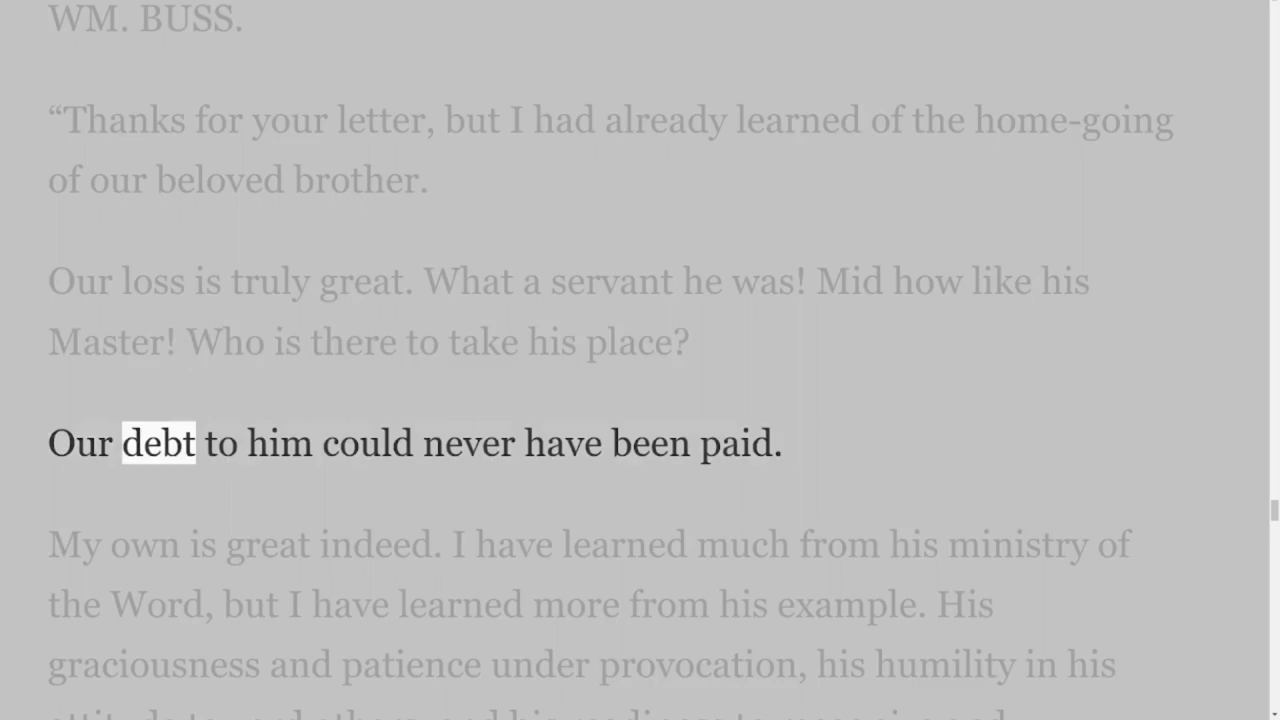 WM. BUSS.
“Thanks for your letter, but I had already learned of the home-going
of our beloved brother.
Our loss is truly great. What a servant he was! Mid how like his
Master! Who is there to take his place?
Our debt to him could never have been paid.
My own is great indeed. I have learned much from his ministry of
the Word, but I have learned more from his example. His
graciousness and patience under provocation, his humility in his